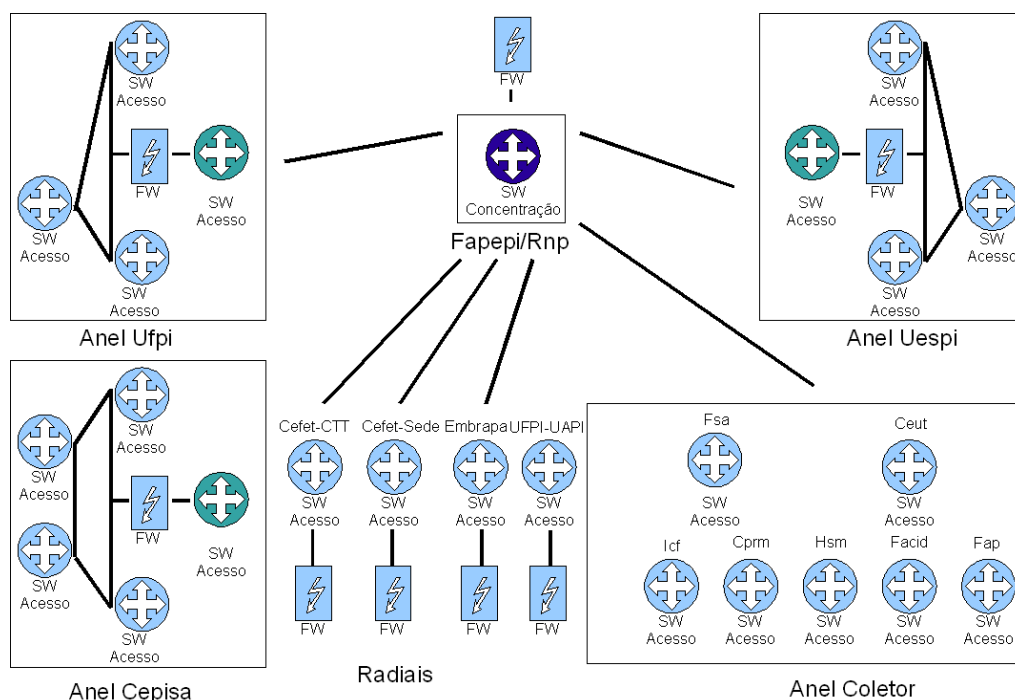 SW
Acesso
FW
SW
Acesso
SW
Acesso
SW
Acesso
Anel Ufpi
FW
SW
Concentração
Fapepi/Rnp
SW
Acesso
SW
Acesso
FW
SW
Acesso
SW
Acesso
Anel Uespi
SW
Acesso
SW
Acesso
FW
SW
Acesso
SW
Acesso
SW
Acesso
Anel Cepisa
Cefet-CTT
SW
Acesso
FW
Cefet-Sede
SW
Acesso
FW
Embrapa
SW
Acesso
FW
UFPI-UAPI
SW
Acesso
FW
Radiais
Fsa
SW
Acesso
Ceut
SW
Acesso
Icf
SW
Acesso
Cprm
SW
Acesso
Hsm
SW
Acesso
Facid
SW
Acesso
Fap
SW
Acesso
Anel Coletor